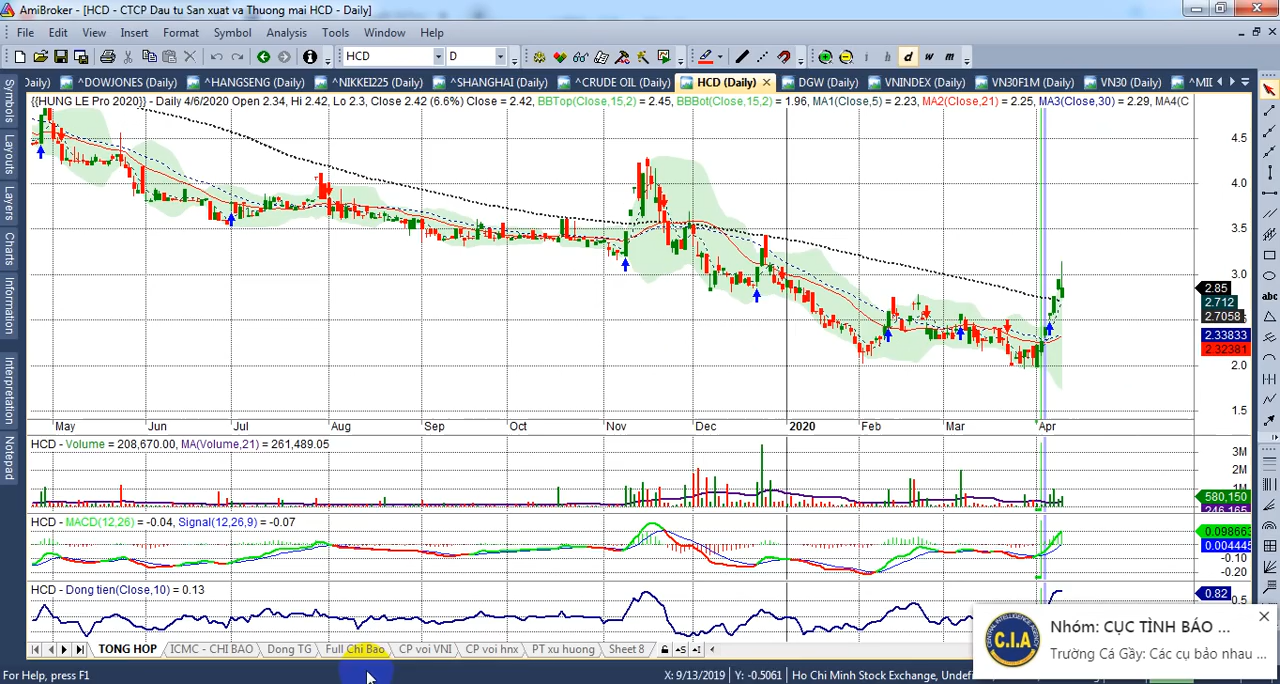 AmiBroker - [HCD - CTCP Dau tu San xuat va Thuong mai HCD - Daily]
File Edit View Insert Format Symbol Analysis Tools Window Help
HCD D i h d w m
Daily) ^DOWJONES (Daily) ^HANGSENG (Daily) ^NIKKEI225 (Daily) ^SHANGHAI (Daily) ^CRUDE OIL (Daily) HCD (Daily) DGW (Daily) VNINDEX (Daily) VN30F1M (Daily) VN30 (Daily) ^MID
{{HUNG LE Pro 2020}} - Daily 4/6/2020 Open 2.34, Hi 2.42, Lo 2.3, Close 2.42 (6.6%) Close = 2.42, BBTop(Close,15,2) = 2.45, BBBot(Close,15,2) = 1.96, MA1(Close,5) = 2.23, MA2(Close,21) = 2.25, MA3(Close,30) = 2.29, MA4(C
Symbols
Layouts
Layers
Charts
Information
Interpretation
Notepad
abc
4.5
4.0
3.5
3.0
2.85
2.712
2.7058
2.33833
2.32381
2.0
1.5
May Jun Jul Aug Sep Oct Nov Dec 2020 Feb Mar Apr
HCD - Volume = 208,670.00, MA(Volume,21) = 261,489.05
3M
2M
1M
580,150
246,165
HCD - MACD(12,26) = -0.04, Signal(12,26,9) = -0.07
0.098663
0.004445
-0.10
-0.20
HCD - Dong tien(Close,10) = 0.13
0.82
0.5
TONG HOP ICMC - CHI BAO Dong TG Full Chi Bao CP voi VNI CP voi hnx PT xu huong Sheet 8
Nhóm: CỤC TÌNH BÁO ...
Trường Cá Gầy: Các cụ bảo nhau ...
C.I.A
For Help, press F1
X: 9/13/2019 Y: -0.5061 Ho Chi Minh Stock Exchange, Undef